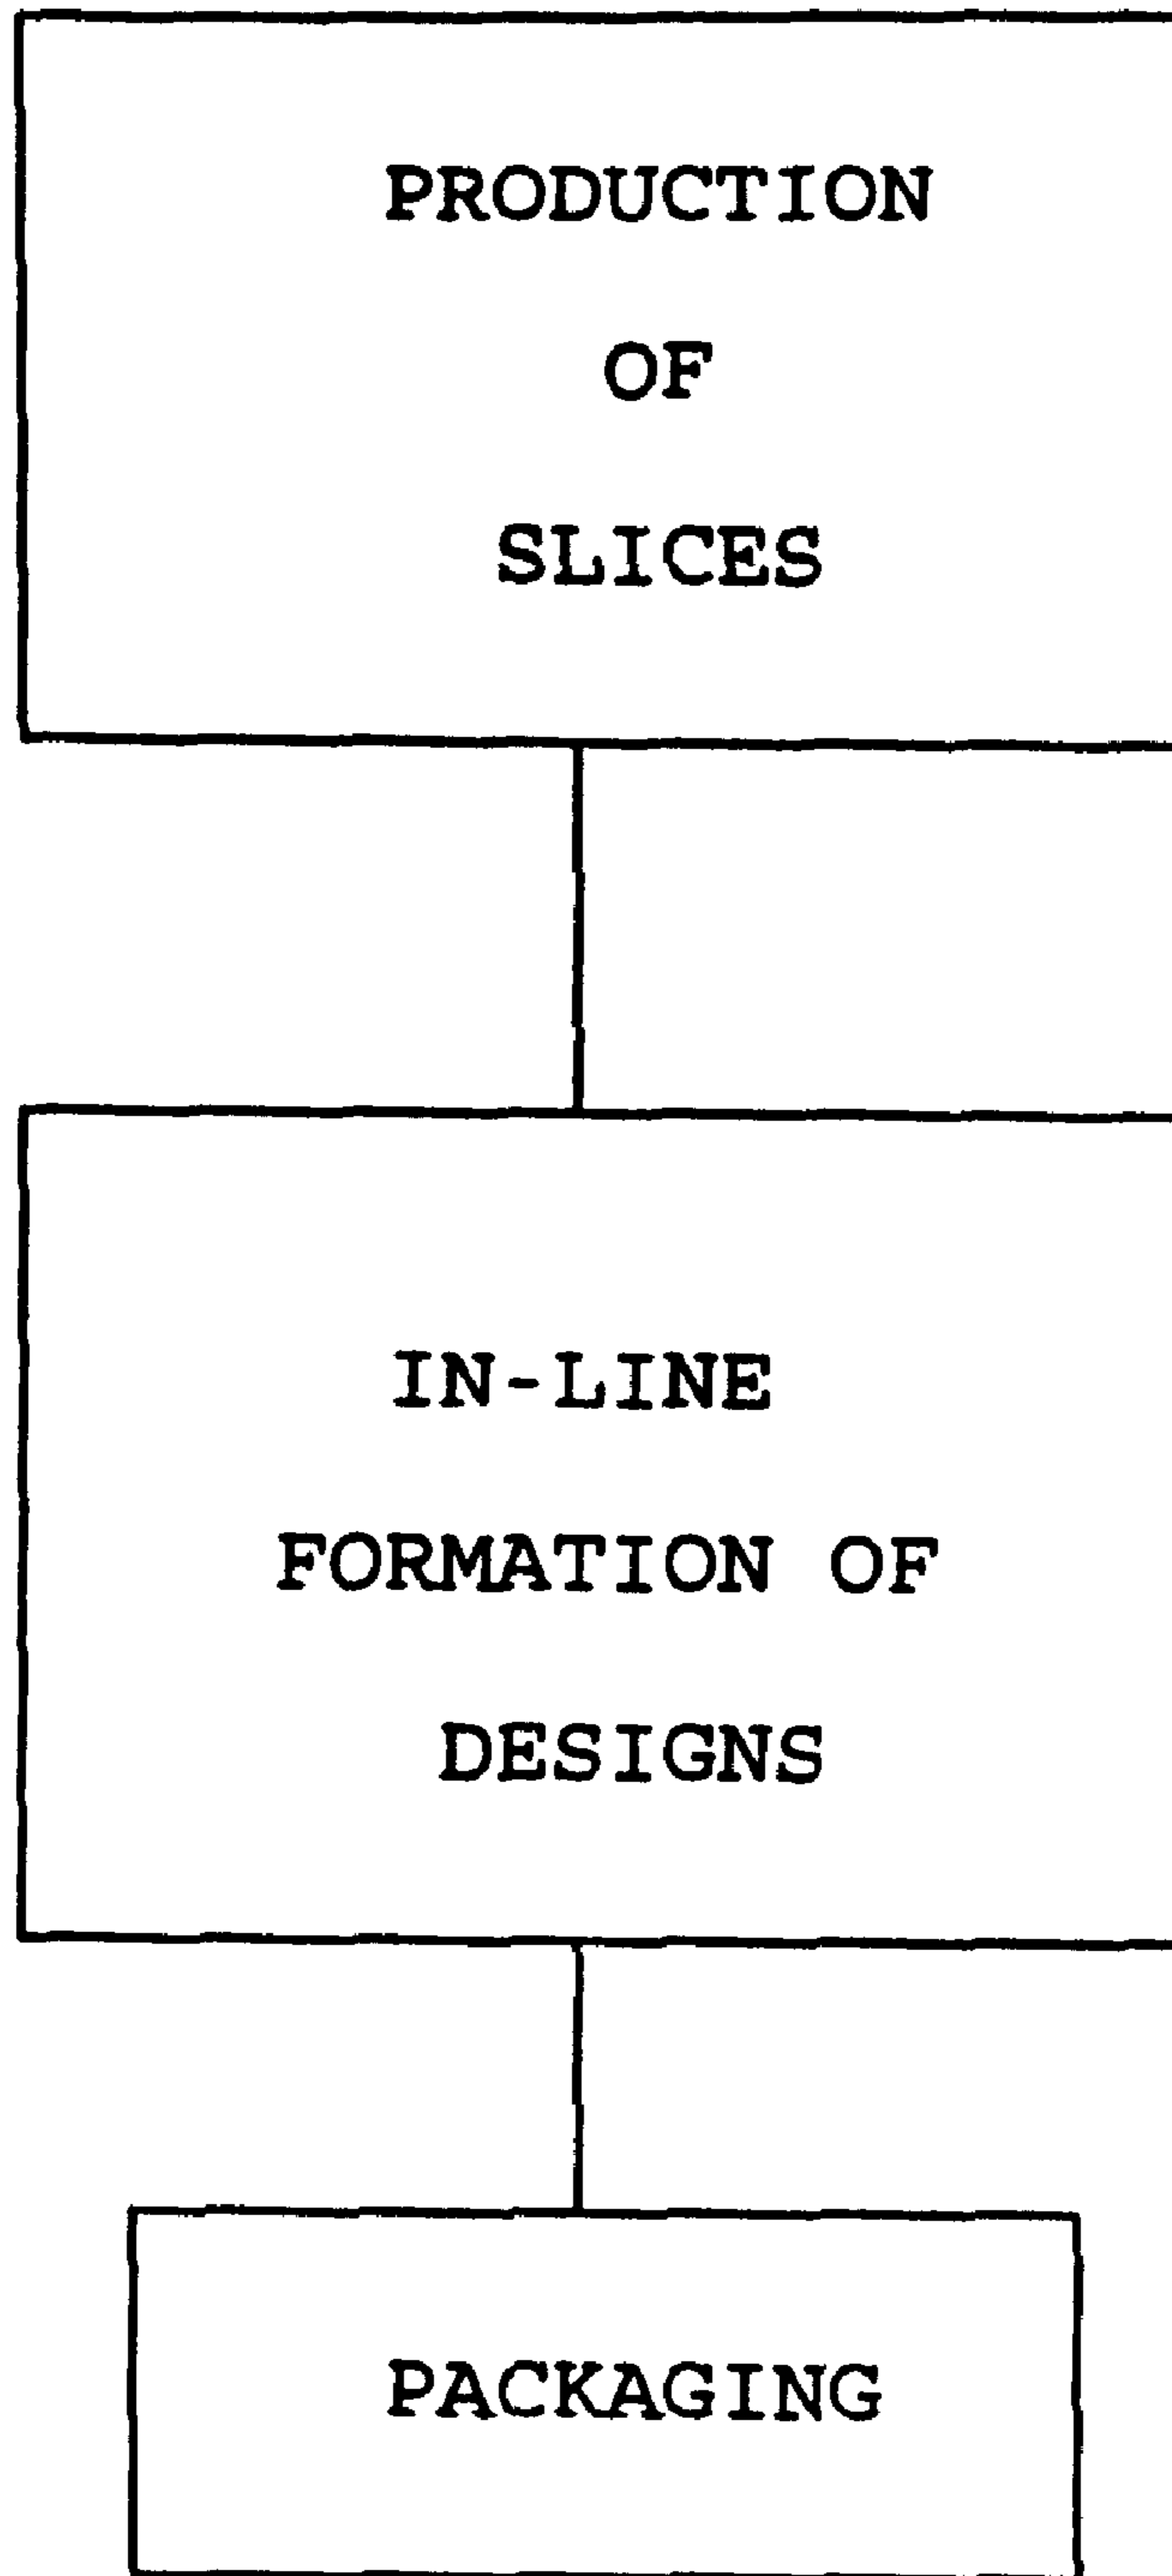 PRODUCTION
OF
SLICES
IN-LINE
FORMATION OF
DESIGNS
PACKAGING